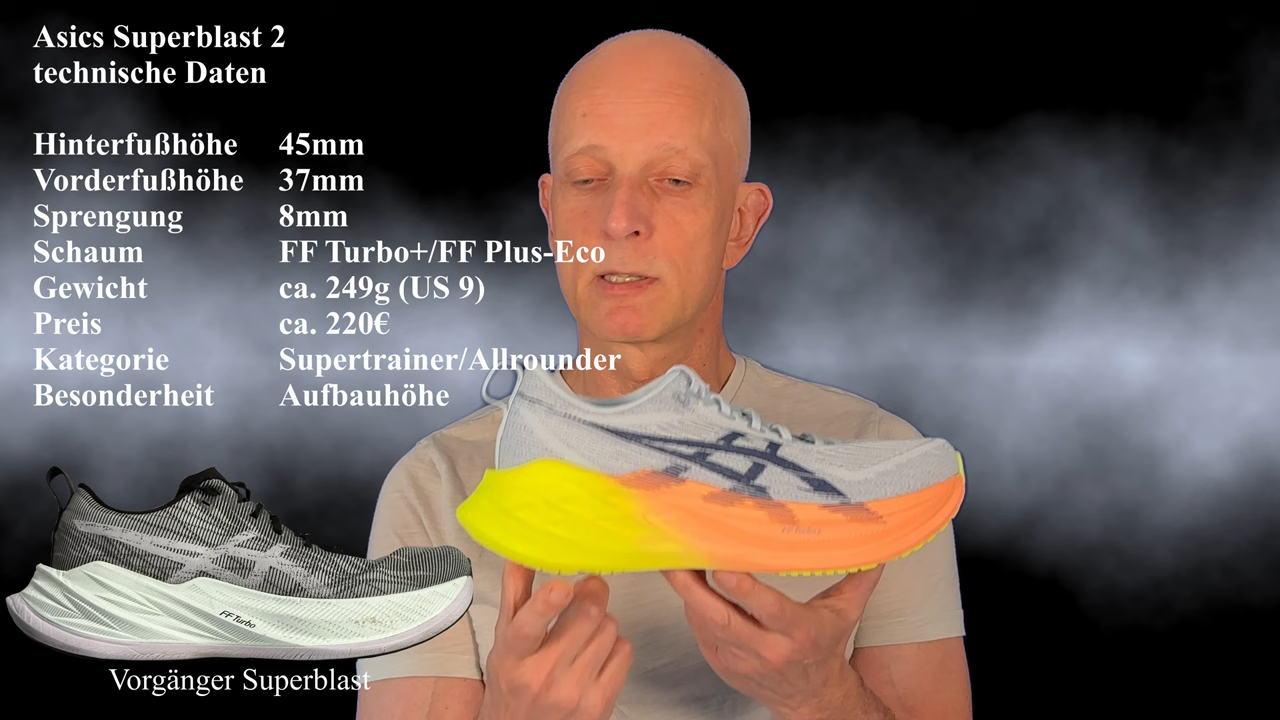 Asics Superblast 2
technische Daten
Hinterfußhöhe 45mm
Vorderfußhöhe 37mm
Sprengung 8mm
Schaum FF Turbo+/FF Plus-Eco
Gewicht ca. 249g (US 9)
Preis ca. 220€
Kategorie Supertrainer/Allrounder
Besonderheit Aufbauhöhe
FF Turbo
Vorgänger Superblast